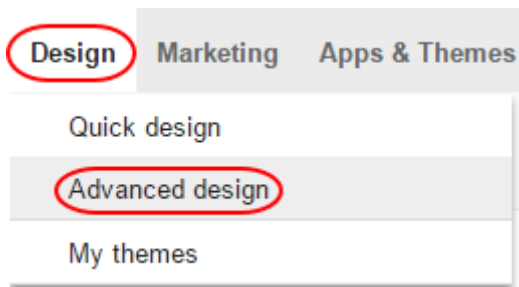 Design Marketing Apps & Themes
Quick design
Advanced design
My themes